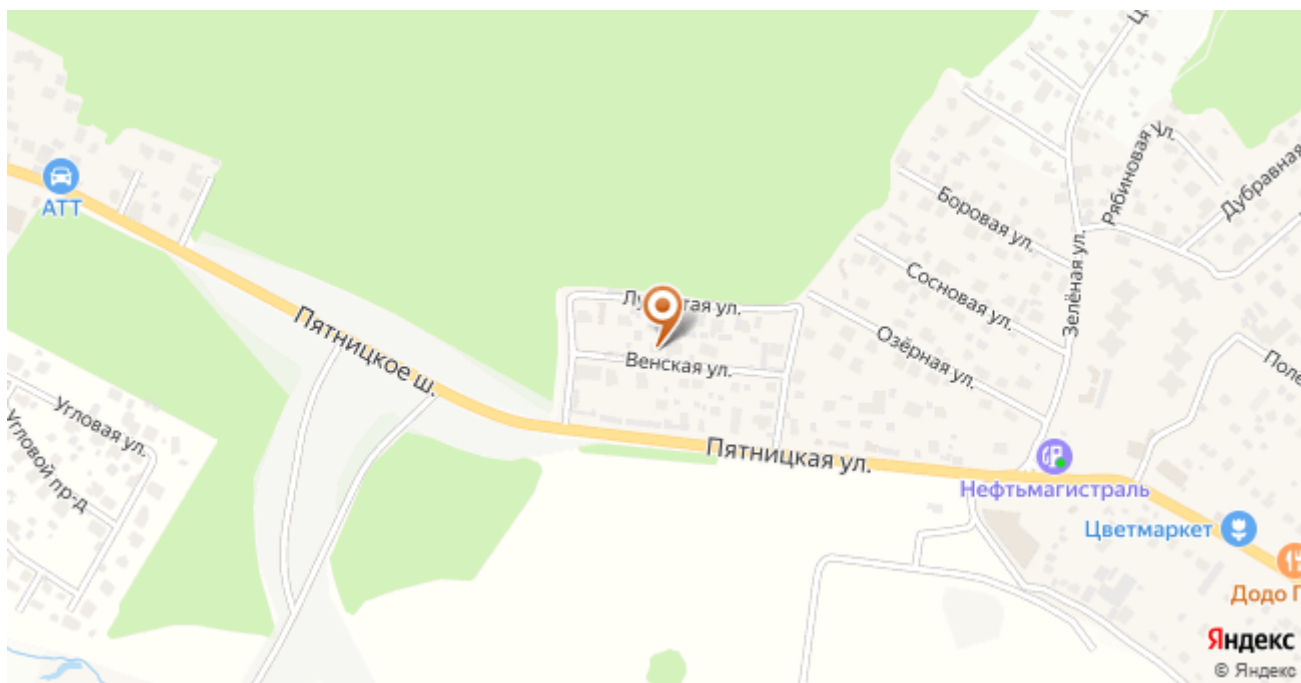 Рябиновая ул.
Дубравная
Боровая ул.
АТТ
Сосновая ул.
Зелёная ул.
Озёрная ул.
Пятницкое ш.
Венская ул.
Угловая ул.
Угловой пр-д
Пятницкая ул.
Нефтьмагистраль
Цветмаркет
Додо
Яндекс
© Яндекс